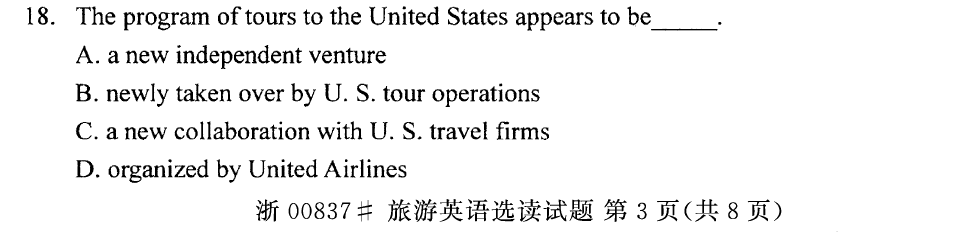 18. The program of tours to the United States appears to be_____.
A. a new independent venture
B. newly taken over by U. S. tour operations
C. a new collaboration with U. S. travel firms
D. organized by United Airlines
浙 00837# 旅游英语选读试题 第 3 页(共 8 页)